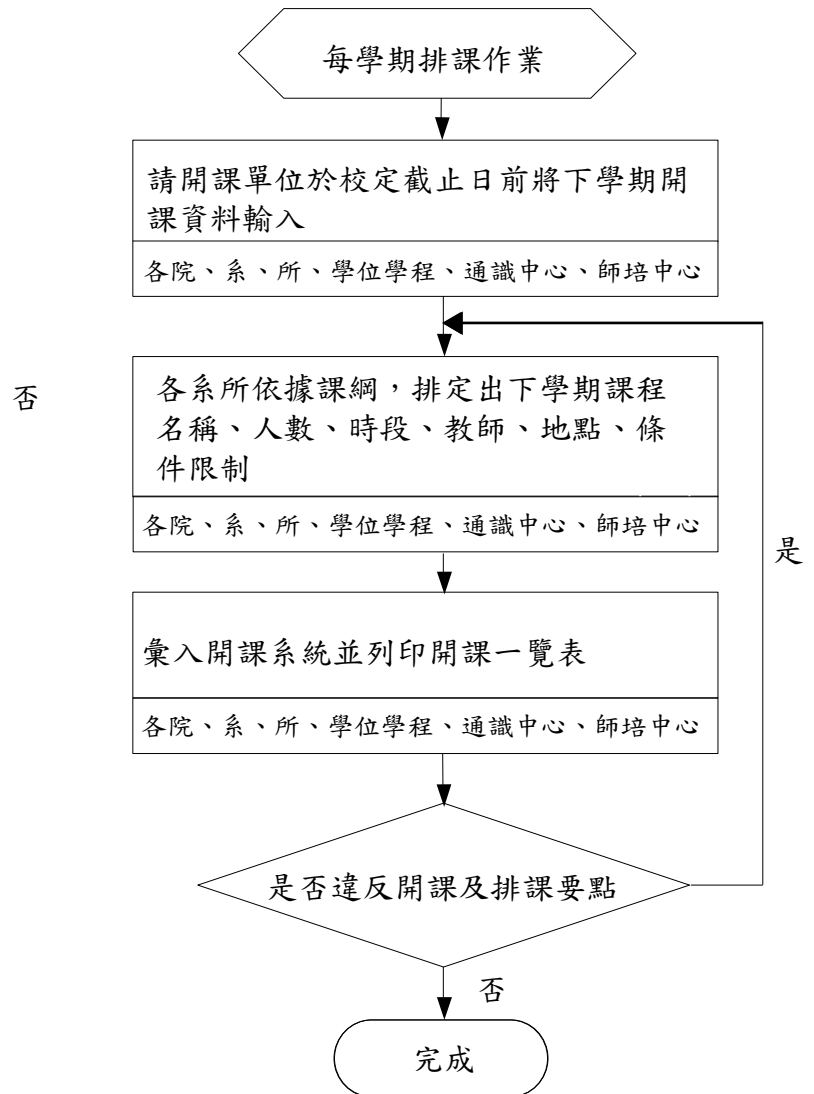 每學期排課作業
請開課單位於校定截止日前將下學期開
課資料輸入
各院、系、所、學位學程、通識中心、師培中心
否
各系所依據課綱，排定出下學期課程
名稱、人數、時段、教師、地點、條
件限制
各院、系、所、學位學程、通識中心、師培中心
是
彙入開課系統並列印開課一覽表
各院、系、所、學位學程、通識中心、師培中心
是否違反開課及排課要點
否
完成